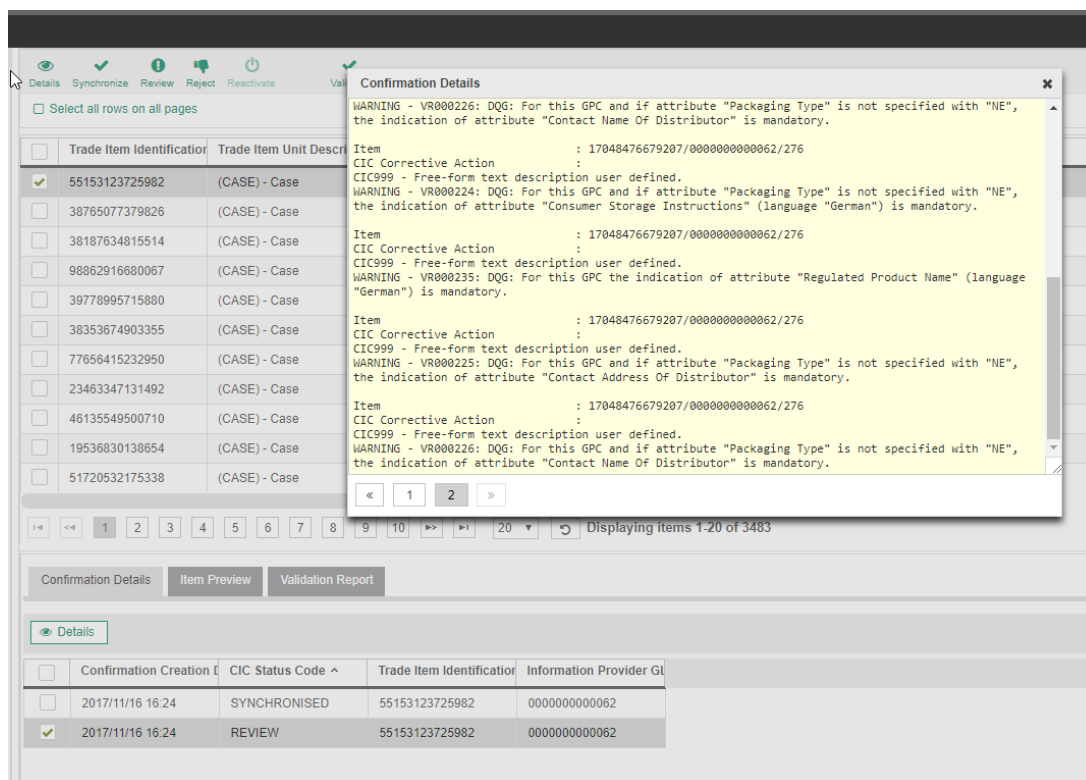 Details Synchronize Review Reject Reactivate
Select all rows on all pages
Trade Item Identification Trade Item Unit
55153123725982 (CASE) - Case
38765077379826 (CASE) - Case
38187634815514 (CASE) - Case
98862916680067 (CASE) - Case
39778995715880 (CASE) - Case
38353674903355 (CASE) - Case
77656415232950 (CASE) - Case
23463347131492 (CASE) - Case
46135549500710 (CASE) - Case
19536830138654 (CASE) - Case
51720532175338 (CASE) - Case
Confirmation Details
WARNING - VR000226: DQG: For this GPC and if attribute "Packaging Type" is not specified with "NE",
the indication of attribute "Contact Name Of Distributor" is mandatory.
Item : 17048476679207/0000000000062/276
CIC Corrective Action :
CIC999 - Free-form text description user defined.
WARNING - VR000224: DQG: For this GPC and if attribute "Packaging Type" is not specified with "NE",
the indication of attribute "Consumer Storage Instructions" (language "German") is mandatory.
Item : 17048476679207/0000000000062/276
CIC Corrective Action :
CIC999 - Free-form text description user defined.
WARNING - VR000235: DQG: For this GPC the indication of attribute "Regulated Product Name" (language
"German") is mandatory.
Item : 17048476679207/0000000000062/276
CIC Corrective Action :
CIC999 - Free-form text description user defined.
WARNING - VR000225: DQG: For this GPC and if attribute "Packaging Type" is not specified with "NE",
the indication of attribute "Contact Address Of Distributor" is mandatory.
Item : 17048476679207/0000000000062/276
CIC Corrective Action :
CIC999 - Free-form text description user defined.
WARNING - VR000226: DQG: For this GPC and if attribute "Packaging Type" is not specified with "NE",
the indication of attribute "Contact Name Of Distributor" is mandatory.
« 1 2 »
1 2 3 4 5 6 7 8 9 10 20 Displaying items 1-20 of 3483
Confirmation Details Item Preview Validation Report
Details
Confirmation Creation CIC Status Code Trade Item Identification Information Provider
2017/11/16 16:24 SYNCHRONISED 55153123725982 0000000000062
2017/11/16 16:24 REVIEW 55153123725982 0000000000062